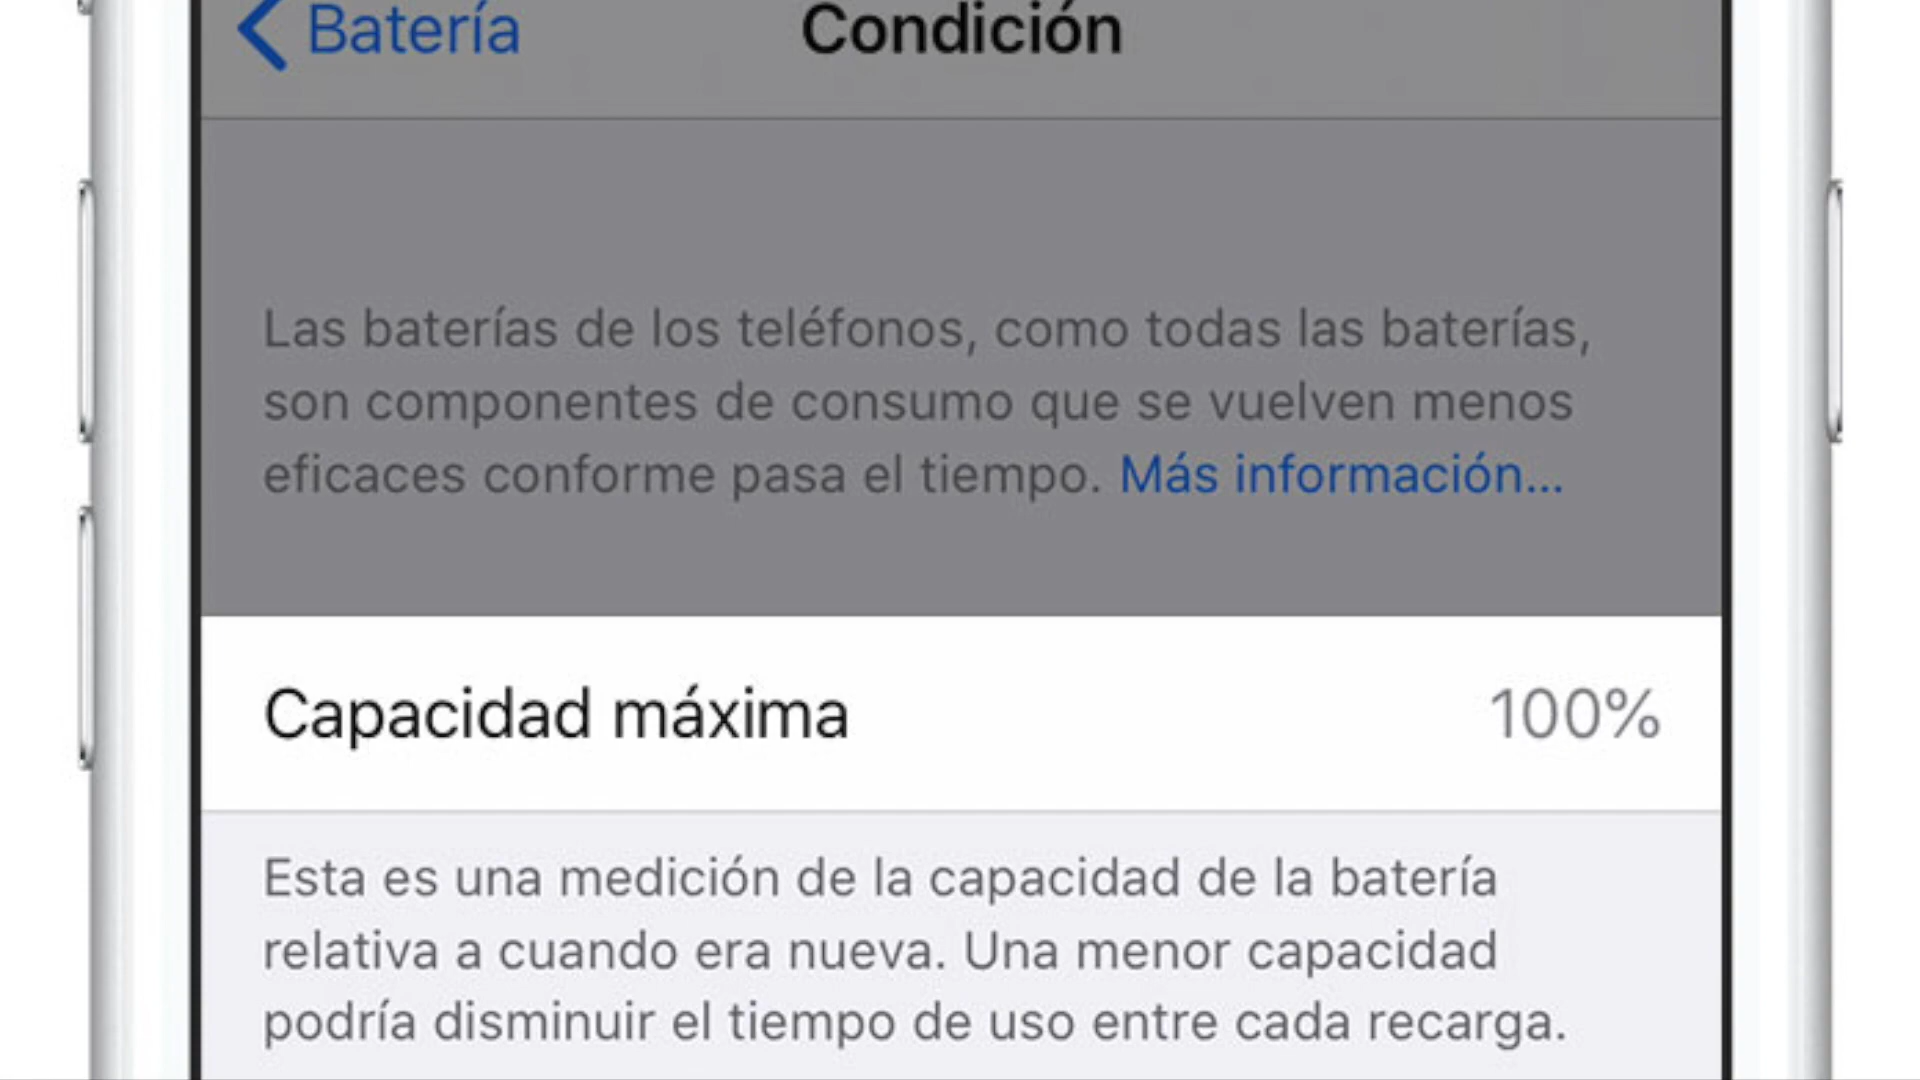 Batería
Condición
Las baterías de los teléfonos, como todas las baterías,
son componentes de consumo que se vuelven menos
eficaces conforme pasa el tiempo. Más información...
Capacidad máxima 100%
Esta es una medición de la capacidad de la batería
relativa a cuando era nueva. Una menor capacidad
podría disminuir el tiempo de uso entre cada recarga.